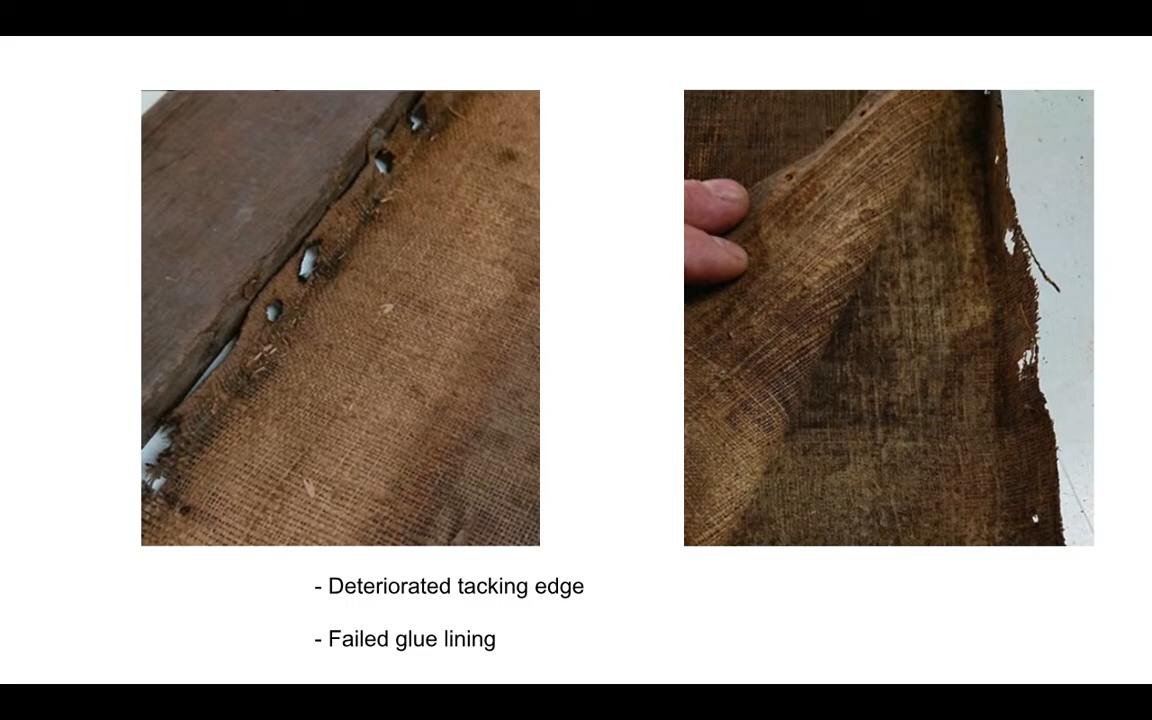 - Deteriorated tacking edge
- Failed glue lining